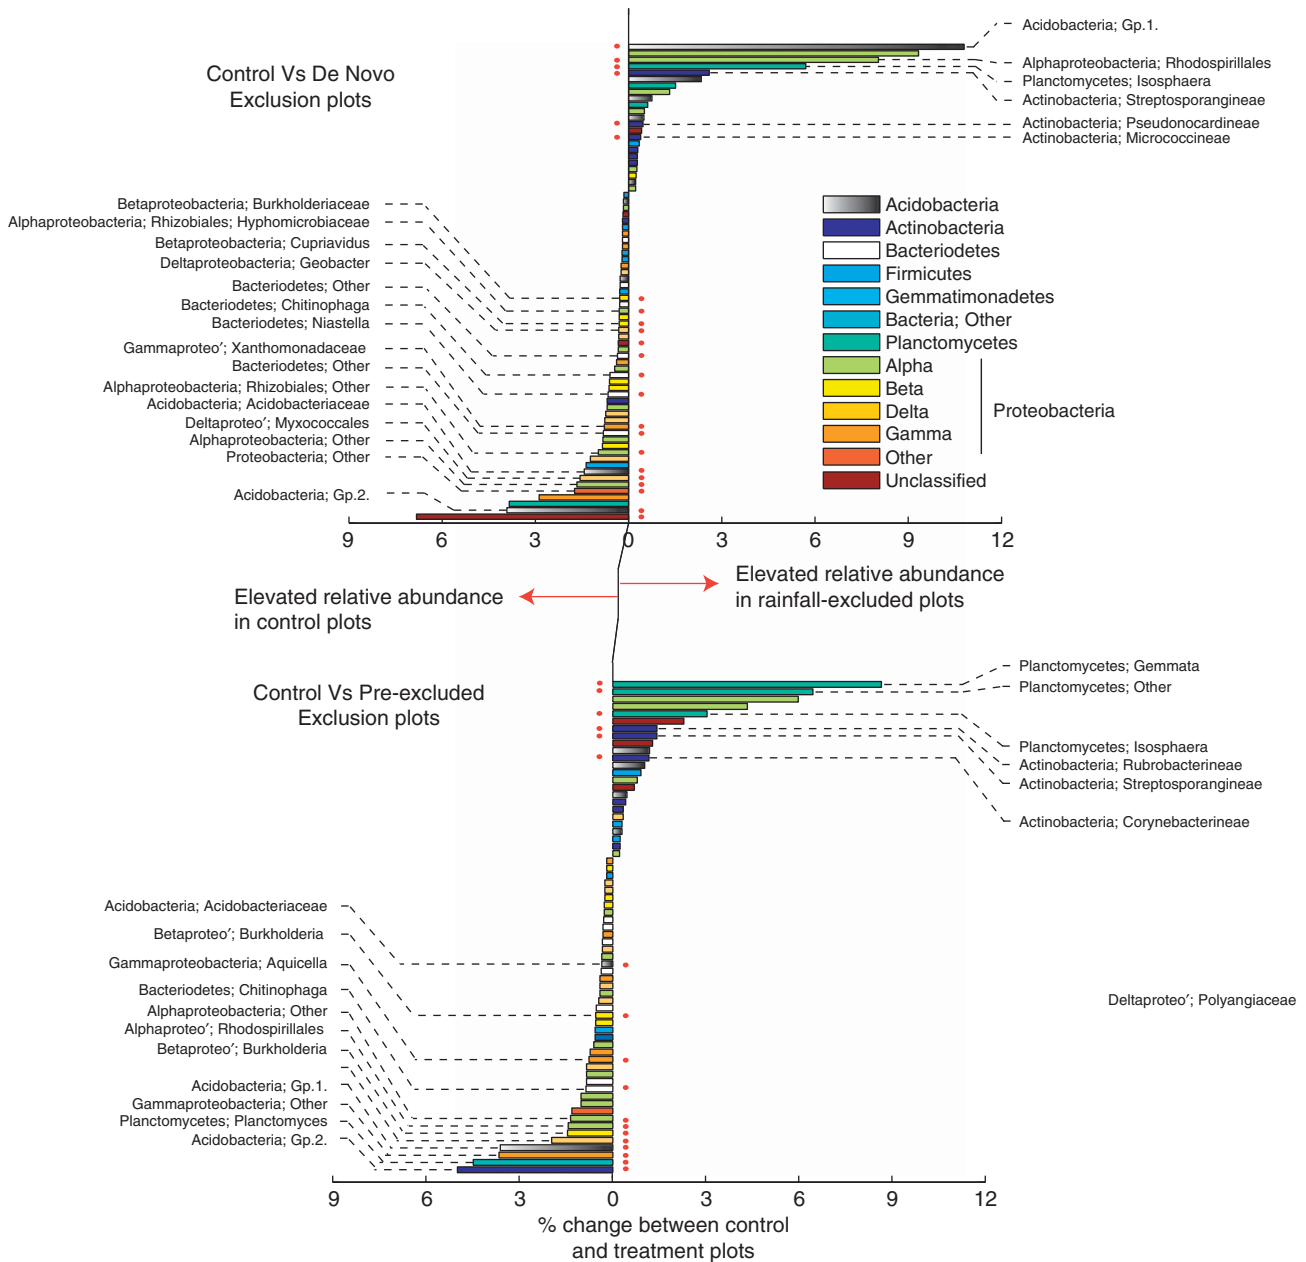 Control Vs De Novo
Exclusion plots
Acidobacteria; Gp.1.
Alphaproteobacteria; Rhodospirillales
Planctomycetes; Isosphaera
Actinobacteria; Streptosporangineae
Actinobacteria; Pseudonocardineae
Actinobacteria; Micrococcineae
Betaproteobacteria; Burkholderiaceae
Alphaproteobacteria; Rhizobiales; Hyphomicrobiaceae
Betaproteobacteria; Cupriavidus
Deltaproteobacteria; Geobacter
Bacteriodetes; Other
Bacteriodetes; Chitinophaga
Bacteriodetes; Niastella
Gammaproteo′; Xanthomonadaceae
Bacteriodetes; Other
Alphaproteobacteria; Rhizobiales; Other
Acidobacteria; Acidobacteriaceae
Deltaproteo′; Myxococcales
Alphaproteobacteria; Other
Proteobacteria; Other
Acidobacteria; Gp.2.
Acidobacteria
Actinobacteria
Bacteriodetes
Firmicutes
Gemmatimonadetes
Bacteria; Other
Planctomycetes
Alpha
Beta
Delta
Gamma
Other
Unclassified
Proteobacteria
9 6 3 0 3 6 9 12
Elevated relative abundance
in control plots
Elevated relative abundance
in rainfall-excluded plots
Control Vs Pre-excluded
Exclusion plots
Planctomycetes; Gemmata
Planctomycetes; Other
Planctomycetes; Isosphaera
Actinobacteria; Rubrobacterineae
Actinobacteria; Streptosporangineae
Actinobacteria; Corynebacterineae
Acidobacteria; Acidobacteriaceae
Betaproteo′; Burkholderia
Gammaproteobacteria; Aquicella
Bacteriodetes; Chitinophaga
Alphaproteobacteria; Other
Alphaproteo′; Rhodospirillales
Betaproteo′; Burkholderia
Acidobacteria; Gp.1.
Gammaproteobacteria; Other
Planctomycetes; Planctomyces
Acidobacteria; Gp.2.
Deltaproteo′; Polyangiaceae
9 6 3 0 3 6 9 12
% change between control
and treatment plots